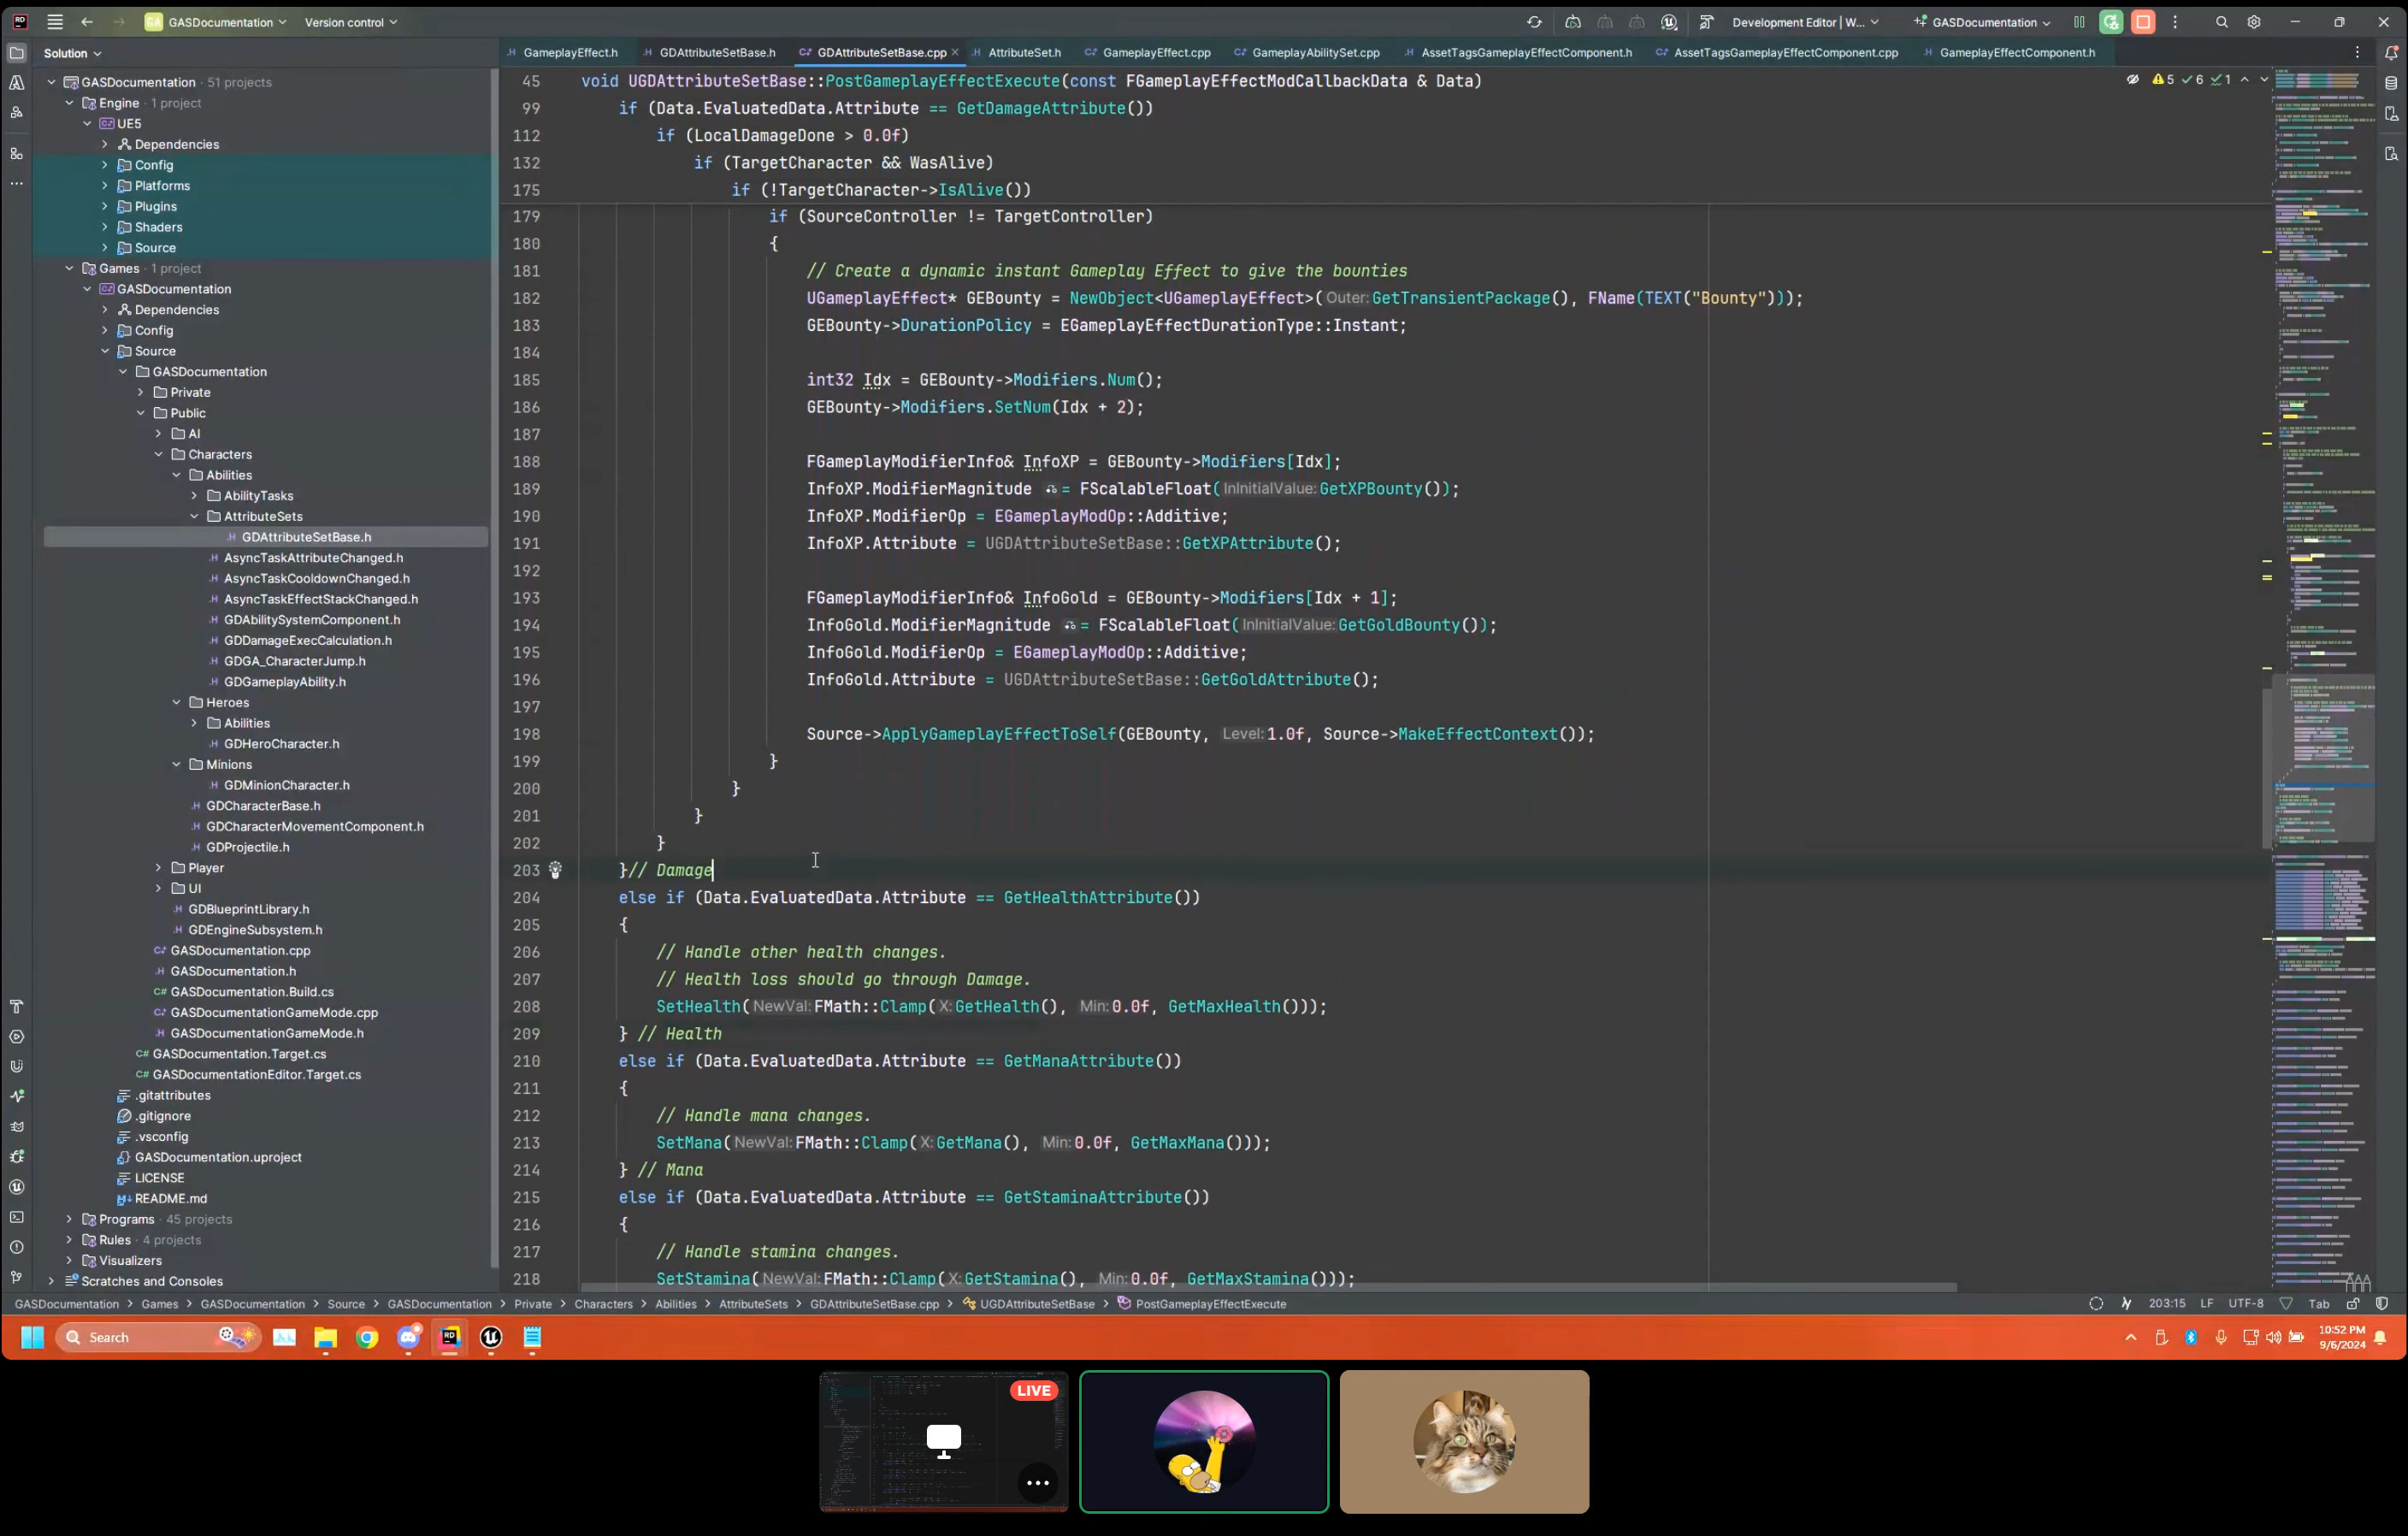 RD
GA GASDocumentation
Version control
Development Editor | W...
GASDocumentation
Solution
GameplayEffect.h
GDAttributeSetBase.h
GDAttributeSetBase.cpp
AttributeSet.h
GameplayEffect.cpp
GameplayAbilitySet.cpp
AssetTagsGameplayEffectComponent.h
AssetTagsGameplayEffectComponent.cpp
GameplayEffectComponent.h
GASDocumentation · 51 projects
Engine · 1 project
UE5
Dependencies
Config
Platforms
Plugins
Shaders
Source
Games · 1 project
GASDocumentation
Dependencies
Config
Source
GASDocumentation
Private
Public
AI
Characters
Abilities
AbilityTasks
AttributeSets
GDAttributeSetBase.h
AsyncTaskAttributeChanged.h
AsyncTaskCooldownChanged.h
AsyncTaskEffectStackChanged.h
GDAbilitySystemComponent.h
GDDamageExecCalculation.h
GDGA_CharacterJump.h
GDGameplayAbility.h
Heroes
Abilities
GDHeroCharacter.h
Minions
GDMinionCharacter.h
GDCharacterBase.h
GDCharacterMovementComponent.h
GDProjectile.h
Player
UI
GDBlueprintLibrary.h
GDEngineSubsystem.h
GASDocumentation.cpp
GASDocumentation.h
GASDocumentation.Build.cs
GASDocumentationGameMode.cpp
GASDocumentationGameMode.h
GASDocumentation.Target.cs
GASDocumentationEditor.Target.cs
.gitattributes
.gitignore
.vsconfig
GASDocumentation.uproject
LICENSE
README.md
Programs · 45 projects
Rules · 4 projects
Visualizers
Scratches and Consoles
5 6 1
45 void UGDAttributeSetBase::PostGameplayEffectExecute(const FGameplayEffectModCallbackData & Data)
99 if (Data.EvaluatedData.Attribute == GetDamageAttribute())
112 if (LocalDamageDone > 0.0f)
132 if (TargetCharacter && WasAlive)
175 if (!TargetCharacter->IsAlive())
179 if (SourceController != TargetController)
180 {
181 // Create a dynamic instant Gameplay Effect to give the bounties
182 UGameplayEffect* GEBounty = NewObject<UGameplayEffect>(Outer:GetTransientPackage(), FName(TEXT("Bounty")));
183 GEBounty->DurationPolicy = EGameplayEffectDurationType::Instant;
184
185 int32 Idx = GEBounty->Modifiers.Num();
186 GEBounty->Modifiers.SetNum(Idx + 2);
187
188 FGameplayModifierInfo& InfoXP = GEBounty->Modifiers[Idx];
189 InfoXP.ModifierMagnitude = FScalableFloat(InInitialValue:GetXPBounty());
190 InfoXP.ModifierOp = EGameplayModOp::Additive;
191 InfoXP.Attribute = UGDAttributeSetBase::GetXPAttribute();
192
193 FGameplayModifierInfo& InfoGold = GEBounty->Modifiers[Idx + 1];
194 InfoGold.ModifierMagnitude = FScalableFloat(InInitialValue:GetGoldBounty());
195 InfoGold.ModifierOp = EGameplayModOp::Additive;
196 InfoGold.Attribute = UGDAttributeSetBase::GetGoldAttribute();
197
198 Source->ApplyGameplayEffectToSelf(GEBounty, Level:1.0f, Source->MakeEffectContext());
199 }
200 }
201 }
202 }
203 }// Damage
204 else if (Data.EvaluatedData.Attribute == GetHealthAttribute())
205 {
206 // Handle other health changes.
207 // Health loss should go through Damage.
208 SetHealth(NewVal:FMath::Clamp(X:GetHealth(), Min:0.0f, GetMaxHealth()));
209 } // Health
210 else if (Data.EvaluatedData.Attribute == GetManaAttribute())
211 {
212 // Handle mana changes.
213 SetMana(NewVal:FMath::Clamp(X:GetMana(), Min:0.0f, GetMaxMana()));
214 } // Mana
215 else if (Data.EvaluatedData.Attribute == GetStaminaAttribute())
216 {
217 // Handle stamina changes.
218 SetStamina(NewVal:FMath::Clamp(X:GetStamina(), Min:0.0f, GetMaxStamina()));
GASDocumentation > Games > GASDocumentation > Source > GASDocumentation > Private > Characters > Abilities > AttributeSets > GDAttributeSetBase.cpp > UGDAttributeSetBase > PostGameplayEffectExecute
203:15 LF UTF-8 Tab
Search
10:52 PM
9/6/2024
LIVE